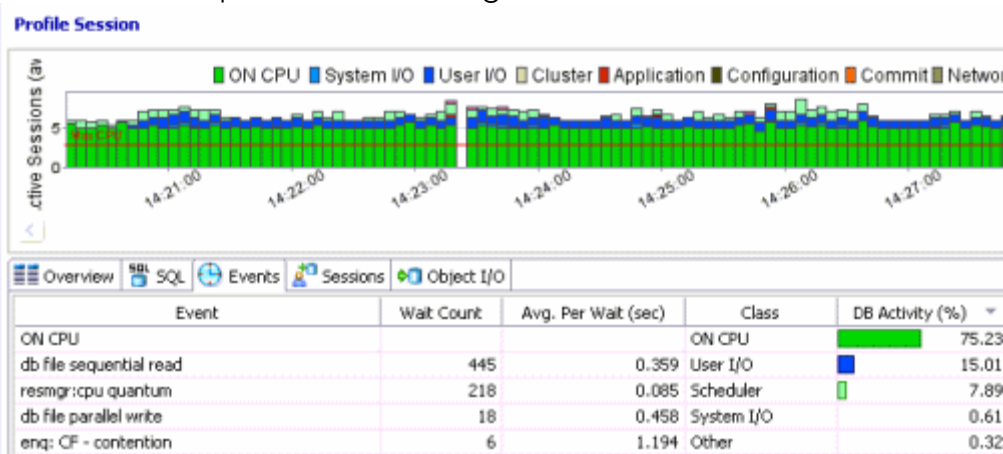 Profile Session
ON CPU System I/O User I/O Cluster Application Configuration Commit Networ
.ctive Sessions (av
5
Max CPU
0
14:21:00 14:22:00 14:23:00 14:24:00 14:25:00 14:26:00 14:27:00
Overview SQL Events Sessions Object I/O
Event Wait Count Avg. Per Wait (sec) Class DB Activity (%)
ON CPU ON CPU 75.23
db file sequential read 445 0.359 User I/O 15.01
resmgr:cpu quantum 218 0.085 Scheduler 7.89
db file parallel write 18 0.458 System I/O 0.61
enq: CF - contention 6 1.194 Other 0.32